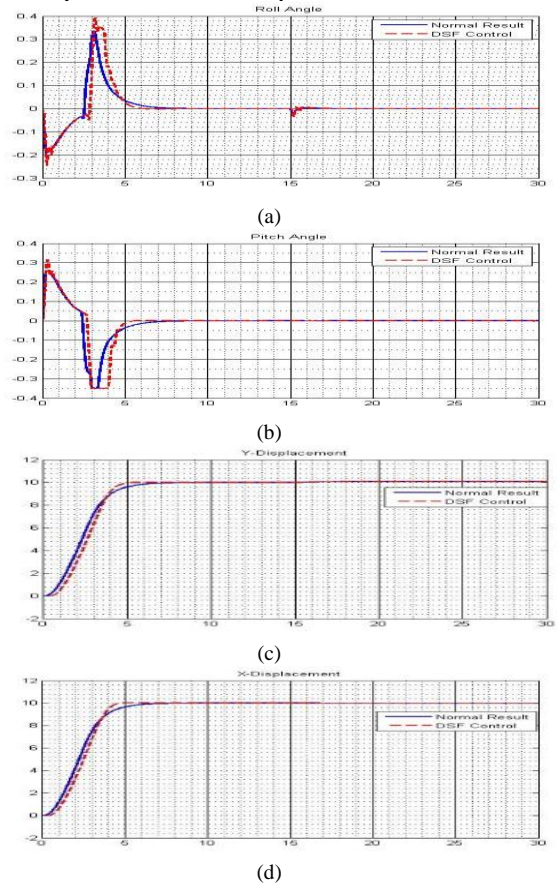 Roll Angle
0.4
0.3
0.2
0.1
0
-0.1
-0.2
-0.3
Normal Result
DSF Control
0 5 10 15 20 25 30
(a)
Pitch Angle
0.4
0.3
0.2
0.1
0
-0.1
-0.2
-0.3
-0.4
Normal Result
DSF Control
0 5 10 15 20 25 30
(b)
Y-Displacement
12
10
8
6
4
2
0
-2
Normal Result
DSF Control
0 5 10 15 20 25 30
(c)
X-Displacement
12
10
8
6
4
2
0
-2
Normal Result
DSF Control
0 5 10 15 20 25 30
(d)